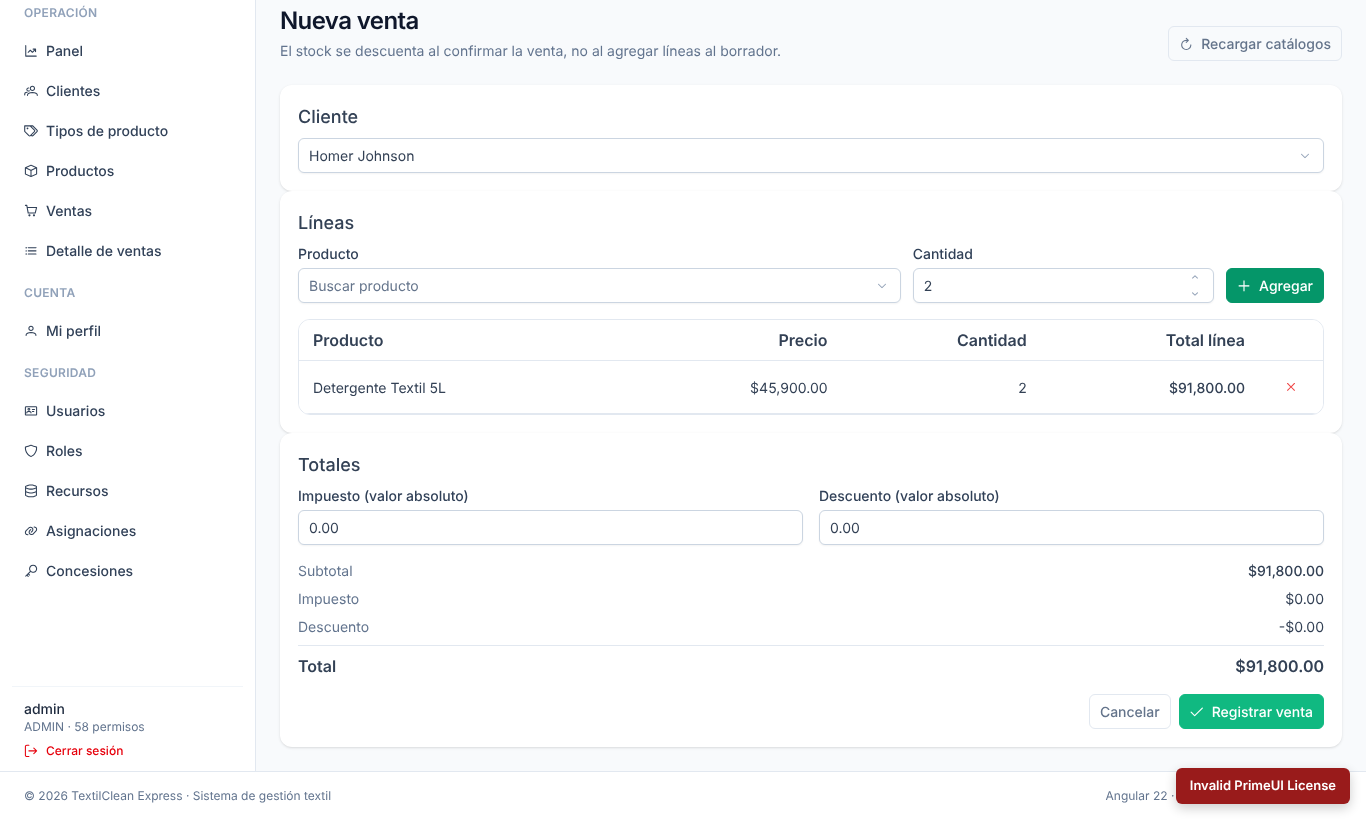 OPERACIÓN
Panel
Clientes
Tipos de producto
Productos
Ventas
Detalle de ventas
CUENTA
Mi perfil
SEGURIDAD
Usuarios
Roles
Recursos
Asignaciones
Concesiones
admin
ADMIN · 58 permisos
Cerrar sesión
Nueva venta
El stock se descuenta al confirmar la venta, no al agregar líneas al borrador.
Recargar catálogos
Cliente
Homer Johnson
Líneas
Producto Cantidad
Buscar producto 2 Agregar
Producto Precio Cantidad Total línea
Detergente Textil 5L $45,900.00 2 $91,800.00
Totales
Impuesto (valor absoluto) Descuento (valor absoluto)
0.00 0.00
Subtotal $91,800.00
Impuesto $0.00
Descuento -$0.00
Total $91,800.00
Cancelar Registrar venta
© 2026 TextilClean Express · Sistema de gestión textil
Angular 22 ·
Invalid PrimeUI License